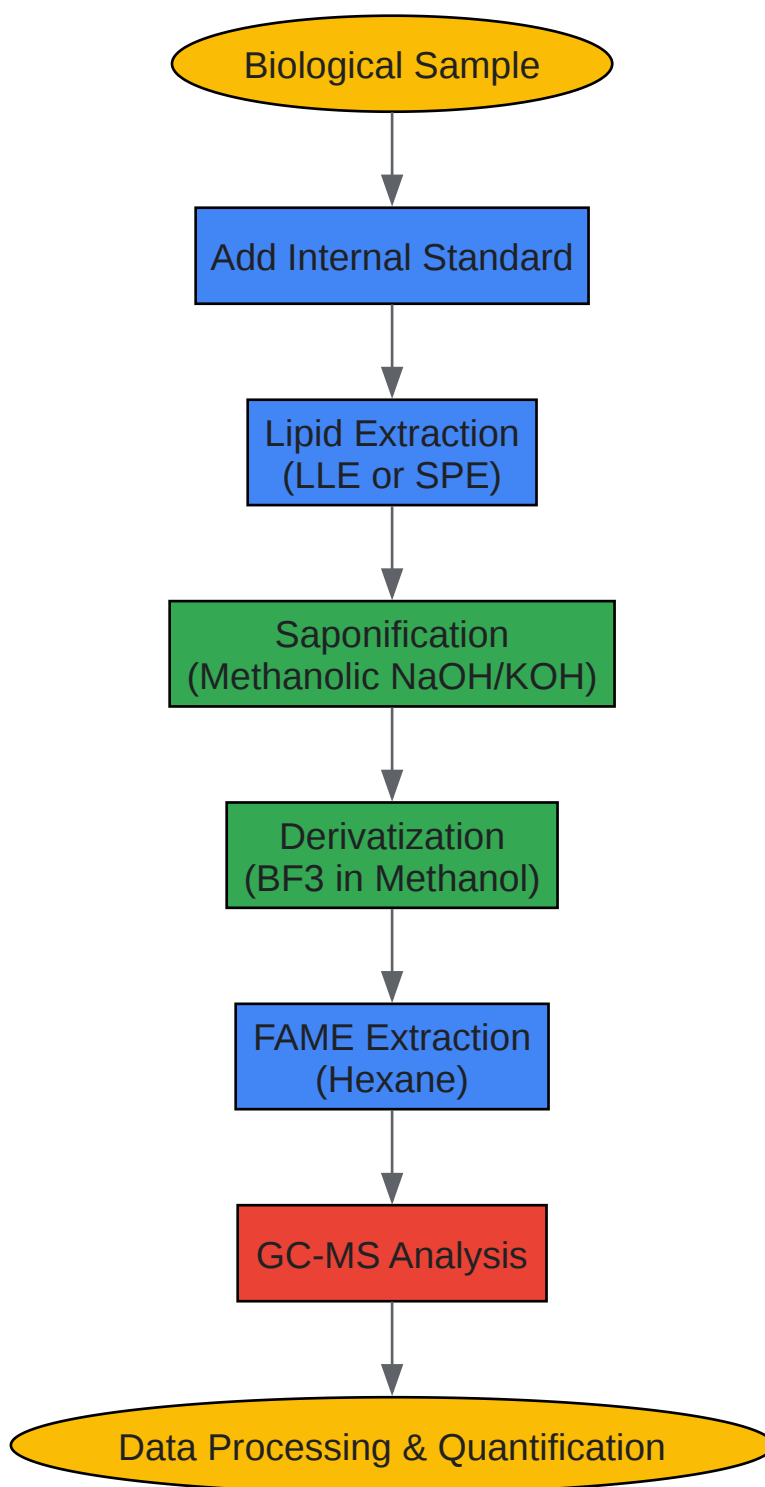 Biological Sample
Add Internal Standard
Lipid Extraction
(LLE or SPE)
Saponification
(Methanolic NaOH/KOH)
Derivatization
(BF3 in Methanol)
FAME Extraction
(Hexane)
GC-MS Analysis
Data Processing & Quantification